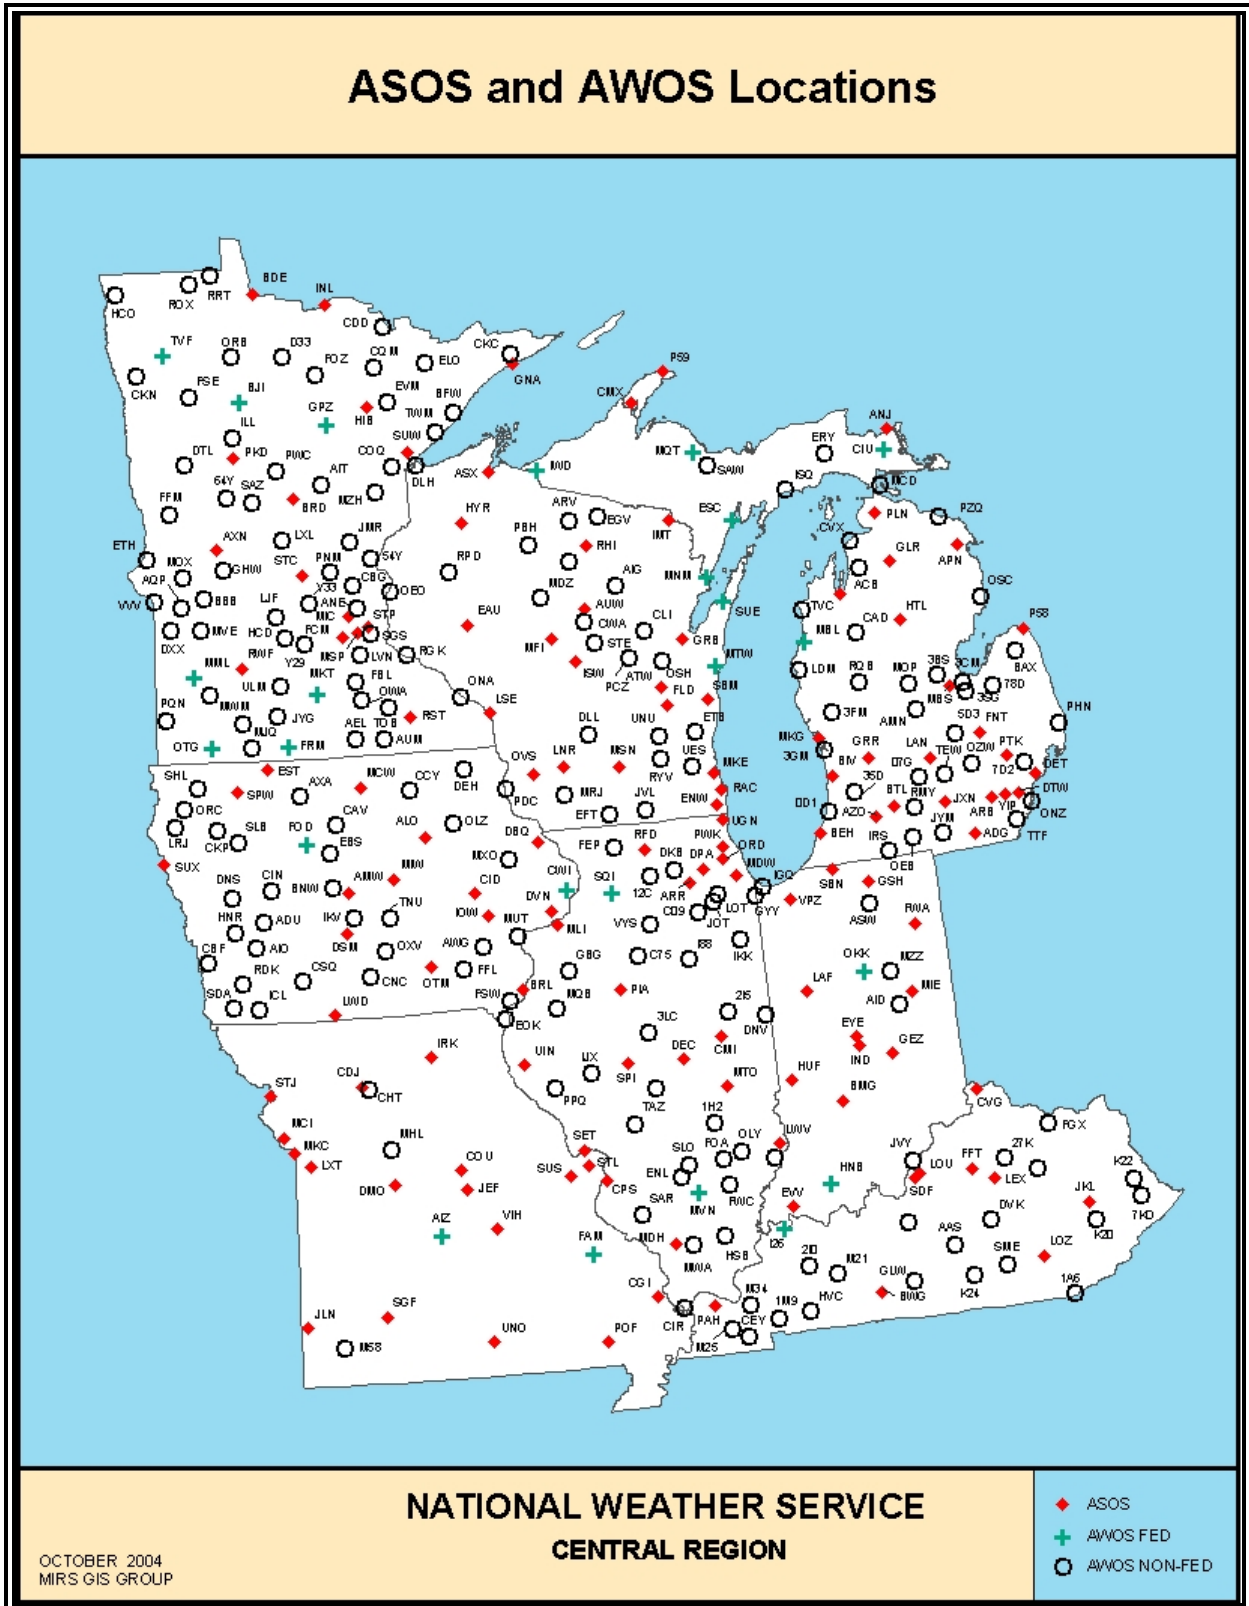 ASOS and AWOS Locations
BDE
INL
HCO
ROX
RRT
CDD
TVF
ORB
D33
FOZ
CQM
ELO
CKC
GNA
P59
CKN
FSE
BJI
GPZ
HIB
EVM
BFW
TWM
CMX
ILL
SUW
ANJ
ERY
CIU
MQT
SAW
DTL
PKD
PWC
AIT
COQ
DLH
ASX
IWD
ISQ
MCD
64Y
SAZ
BRD
MZH
FFM
HYR
ARV
EGV
IMT
ESC
PLN
PZQ
CVX
ETH
AXN
LXL
JMR
PBH
RHI
GLR
APN
MOX
GHW
STC
PNM
54Y
RPD
MDZ
AIG
MNM
ACB
OSC
AQP
VVV
BBB
LJF
Y33
CBG
OEO
ANE
MIC
STP
EAU
AUW
CWA
CLI
SUE
TVC
CAD
HTL
P58
DXX
MVE
HCD
FCM
SGS
MFI
STE
GRB
MBL
BAX
MML
RWF
Y29
MSP
LVN
RGK
ISW
PCZ
ATW
OSH
MTW
LDM
RQB
MOP
3BS
3CM
78D
MWM
ULM
MKT
FBL
OWA
ONA
LSE
FLD
SBM
MBS
3SG
PQN
MJQ
JYG
AEL
TOB
RST
DLL
UNU
ETB
3FM
AMN
5D3
FNT
PHN
OTG
FRM
AUM
OVS
LNR
MSN
UES
MKG
3GM
GRR
LAN
TEW
OZW
PTK
SHL
EST
AXA
MCW
CCY
DEH
PDC
RYV
MKE
BIV
35D
7D2
DET
DTW
SPW
ORC
CAV
ALO
OLZ
MRJ
JVL
EFT
RAC
ENW
DD1
AZO
BTL
RMY
JXN
ARB
YIP
ONZ
LRJ
CKP
SLB
FOD
EBS
DBQ
FEP
RFD
UGN
PWK
ORD
BEH
IRS
JYM
ADG
TTF
SUX
MXO
DKB
DPA
MDW
OEB
DNS
CIN
BNW
AMW
MIW
CID
CWI
SQI
12C
ARR
IGQ
VPZ
SBN
GSH
HNR
ADU
IKV
TNU
IOW
DVN
MLI
MUT
VYS
C09
JOT
LOT
GYY
ASW
FWA
CBF
AIO
DSM
OXV
AWG
GBG
C75
I88
IKK
OKK
MZZ
RDK
CSQ
CNC
OTM
FFL
SDA
ICL
LWD
FSW
BRL
MQB
PIA
2I5
LAF
AID
MIE
EOK
3LC
DNV
IRK
UIN
IJX
DEC
CMI
EYE
IND
GEZ
STJ
CDJ
CHT
SPI
MTO
HUF
PPQ
TAZ
BMG
CVG
MCI
MKC
MHL
1H2
FGX
LXT
COU
SET
STL
SLO
FOA
OLY
LWV
JVY
LOU
FFT
27K
K22
DMO
JEF
SUS
CPS
ENL
HNB
SDF
LEX
JKL
SAR
MVN
FWC
EVV
7KD
AIZ
VIH
FAM
MDH
MWA
HSB
I26
2I0
M21
AAS
DVK
SME
K20
LOZ
CGI
CIR
PAH
M34
1M9
HVC
GLW
BWG
K24
1A6
JLN
SGF
M58
UNO
POF
M25
CEY
NATIONAL WEATHER SERVICE
CENTRAL REGION
OCTOBER 2004
MIRS GIS GROUP
ASOS
AWOS FED
AWOS NON-FED